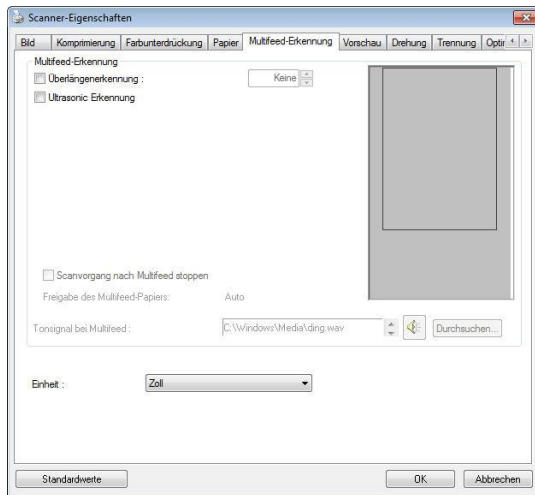 Scanner-Eigenschaften
Bild Komprimierung Farbunterdrückung Papier Multifeed-Erkennung Vorschau Drehung Trennung Optir
Multifeed-Erkennung
Überlängenerkennung : Keine
Ultrasonic Erkennung
Scanvorgang nach Multifeed stoppen
Freigabe des Multifeed-Papiers: Auto
Tonsignal bei Multifeed : C:\Windows\Media\ding.wav Durchsuchen...
Einheit : Zoll
Standardwerte OK Abbrechen